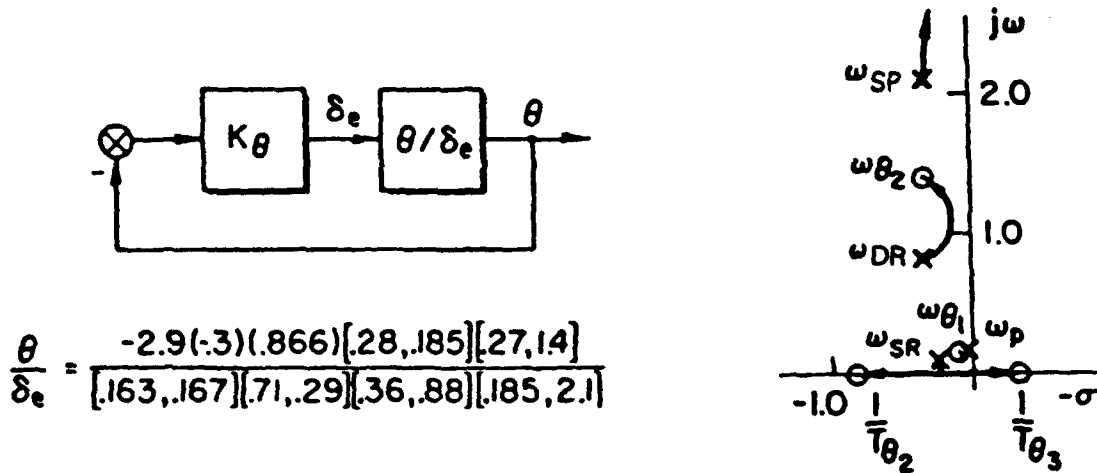 K_θ
δ_e
θ/δ_e
θ
-
θ/δ_e = -2.9(-.3)(.866)[.28,.185][.27,1.4] / [.163,.167][.71,.29][.36,.88][.185,2.1]
jω
ω_SP
2.0
ω_θ2
1.0
ω_DR
ω_θ1
ω_p
ω_SR
-1.0
1/T_θ2
1/T_θ3
-σ